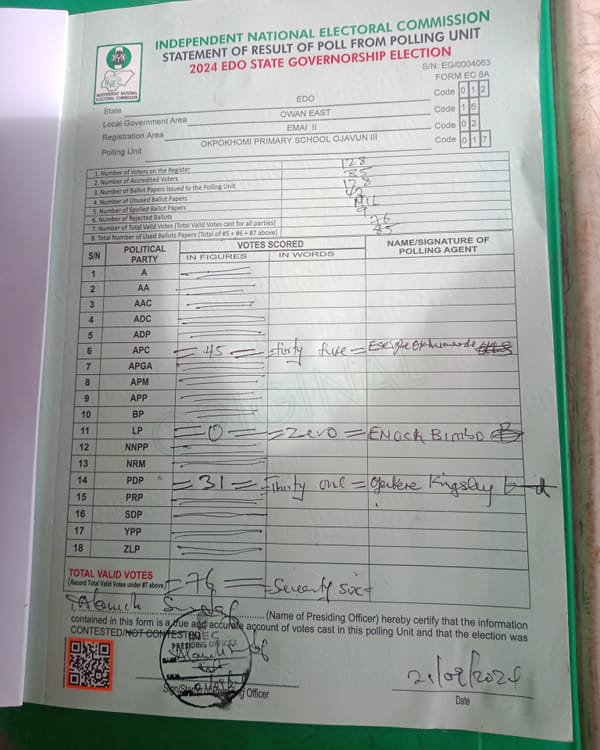 INDEPENDENT NATIONAL ELECTORAL COMMISSION
STATEMENT OF RESULT OF POLL FROM POLLING UNIT
2024 EDO STATE GOVERNORSHIP ELECTION
INEC
INDEPENDENT NATIONAL ELECTORAL COMMISSION
S/N: EG/0004063
FORM EC 8A
State EDO Code 0 1 2
Local Government Area OWAN EAST Code 1 6
Registration Area EMAI II Code 0 2
Polling Unit OKPOKHOMI PRIMARY SCHOOL OJAVUN III Code 0 1 7
1. Number of Voters on the Register 128
2. Number of Accredited Voters 85
3. Number of Ballot Papers Issued to the Polling Unit 128
4. Number of Unused Ballot Papers 42
5. Number of Spoiled Ballot Papers NIL
6. Number of Rejected Ballots 9
7. Number of Total Valid Votes (Total Valid Votes cast for all parties) 76
8. Total Number of Used Ballots Papers (Total of #5 + #6 + #7 above) 85
S/N POLITICAL PARTY VOTES SCORED NAME/SIGNATURE OF POLLING AGENT
IN FIGURES IN WORDS
1 A
2 AA
3 AAC
4 ADC
5 ADP
6 APC = 45 = = forty five =
7 APGA
8 APM
9 APP
10 BP
11 LP = 0 = = Zero = ENOCK BIMBO
12 NNPP
13 NRM
14 PDP = 31 = = thirty one = Kingsley
15 PRP
16 SDP
17 YPP
18 ZLP
TOTAL VALID VOTES = 76 = = Seventy six =
(Record Total Valid Votes under #7 above)
(Name of Presiding Officer) hereby certify that the information
contained in this form is a true and accurate account of votes cast in this polling Unit and that the election was
CONTESTED/NOT CONTESTED
INEC
PRESIDING OFFICER
Sign/Stamp of Presiding Officer
21/09/2024
Date